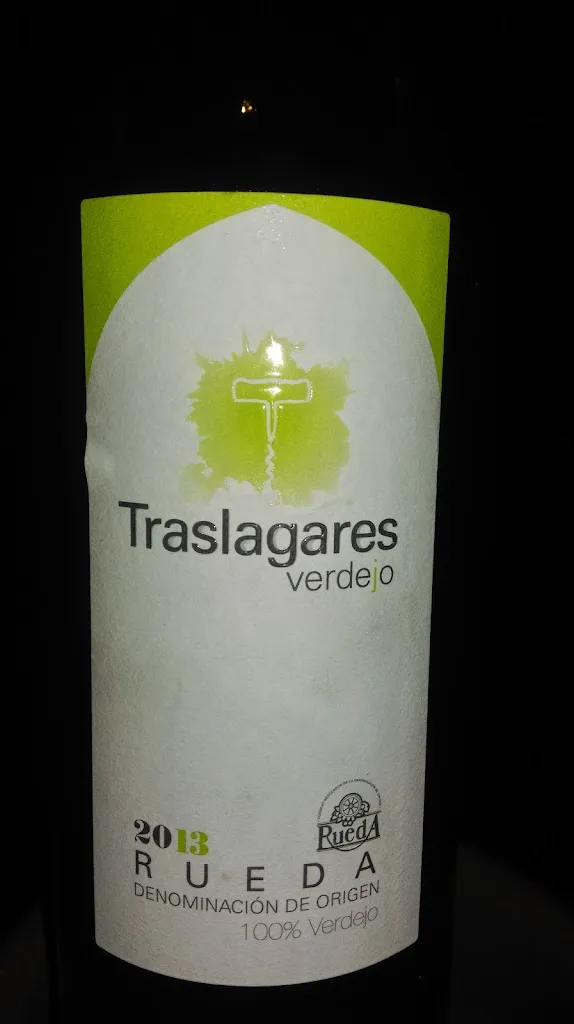 Traslagares
verdejo
2013
RuedA
RUEDA
DENOMINACIÓN DE ORIGEN
100% Verdejo